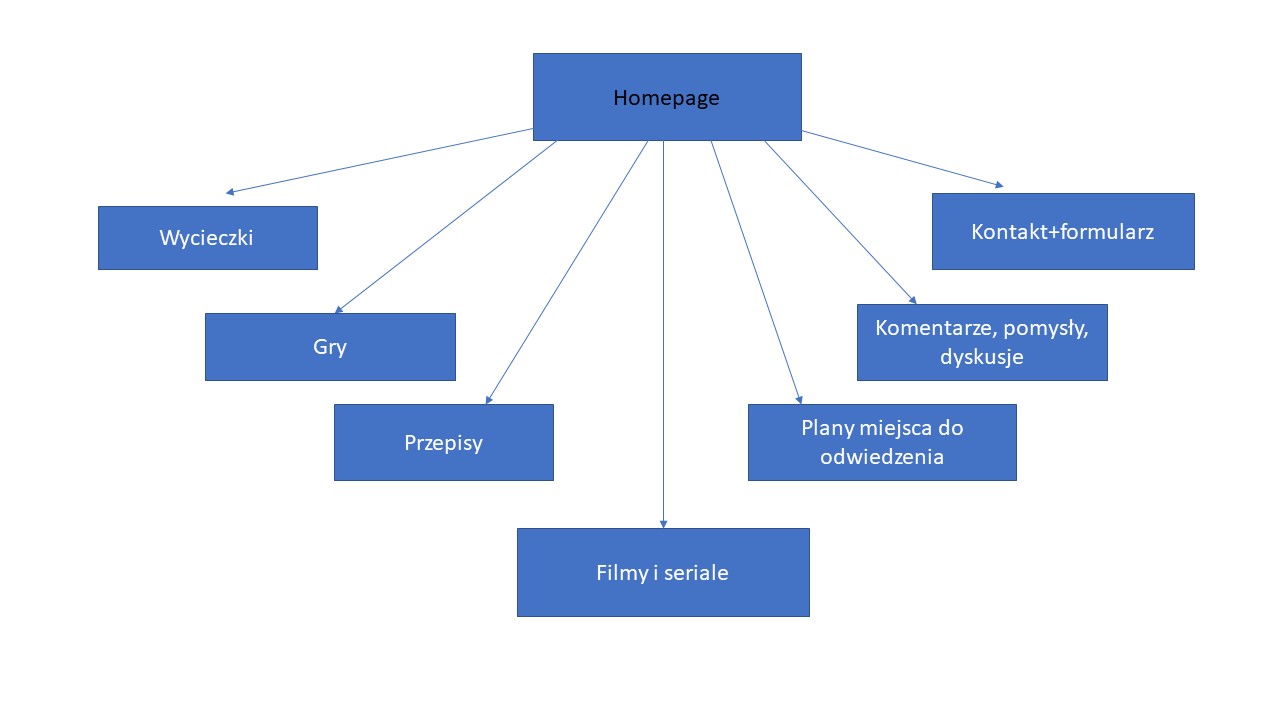 Homepage
Wycieczki
Kontakt+formularz
Gry
Komentarze, pomysły,
dyskusje
Przepisy
Plany miejsca do
odwiedzenia
Filmy i seriale